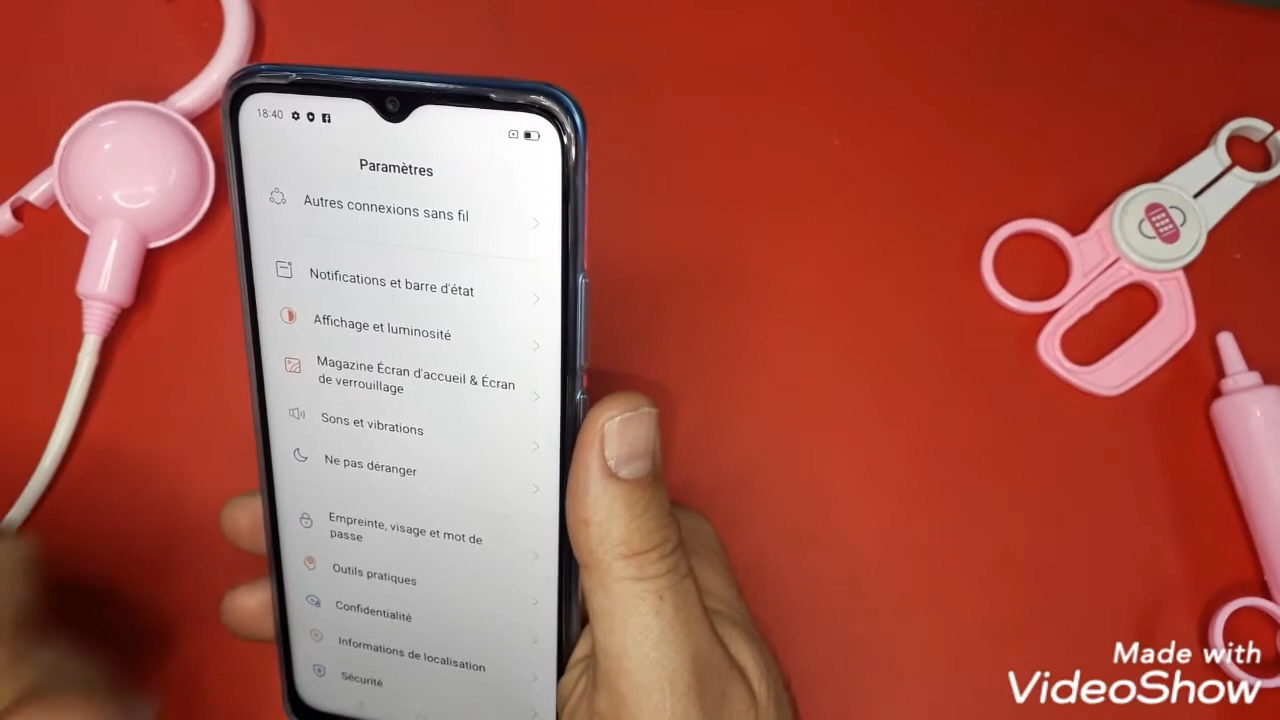 18:40
Paramètres
Autres connexions sans fil
Notifications et barre d'état
Affichage et luminosité
Magazine Écran d'accueil & Écran
de verrouillage
Sons et vibrations
Ne pas déranger
Empreinte, visage et mot de
passe
Outils pratiques
Confidentialité
Informations de localisation
Sécurité
Made with
VideoShow